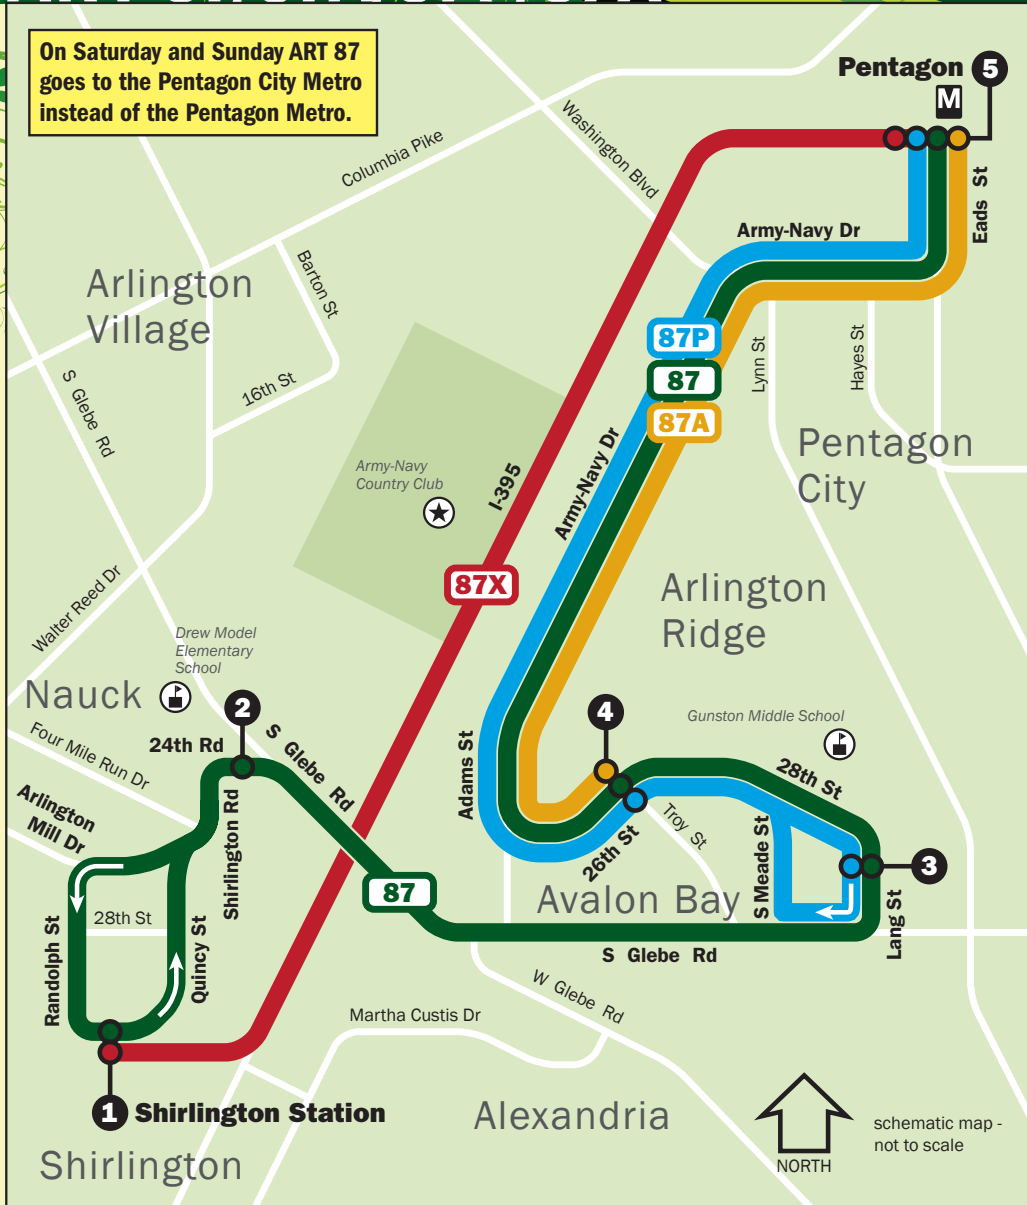 On Saturday and Sunday ART 87
goes to the Pentagon City Metro
instead of the Pentagon Metro.
Pentagon 5
M
Columbia Pike
Washington Blvd
Eads St
Army-Navy Dr
Barton St
Arlington
Village
87P
87
87A
Lynn St
Hayes St
S Glebe Rd
16th St
Pentagon
City
Army-Navy
Country Club
I-395
Army-Navy Dr
87X
Arlington
Ridge
Walter Reed Dr
Drew Model
Elementary
School
Nauck
2
4
Gunston Middle School
24th Rd
S Glebe Rd
Four Mile Run Dr
Adams St
28th St
Arlington
Mill Dr
Shirlington Rd
Troy St
26th St
S Meade St
3
87
Avalon Bay
28th St
Randolph St
Quincy St
Lang St
S Glebe Rd
W Glebe Rd
Martha Custis Dr
1 Shirlington Station
Alexandria
Shirlington
NORTH
schematic map -
not to scale